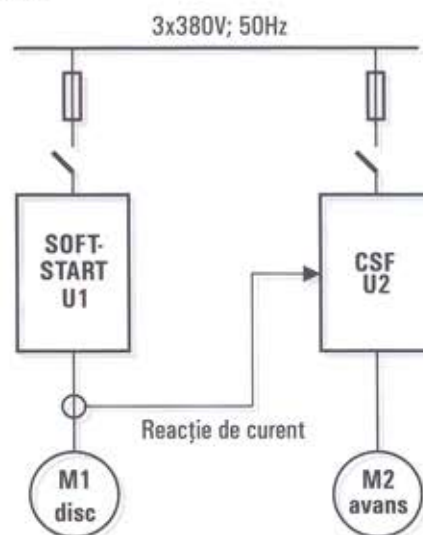 3x380V; 50Hz
SOFT-
START
U1
CSF
U2
Reacție de curent
M1
disc
M2
avans